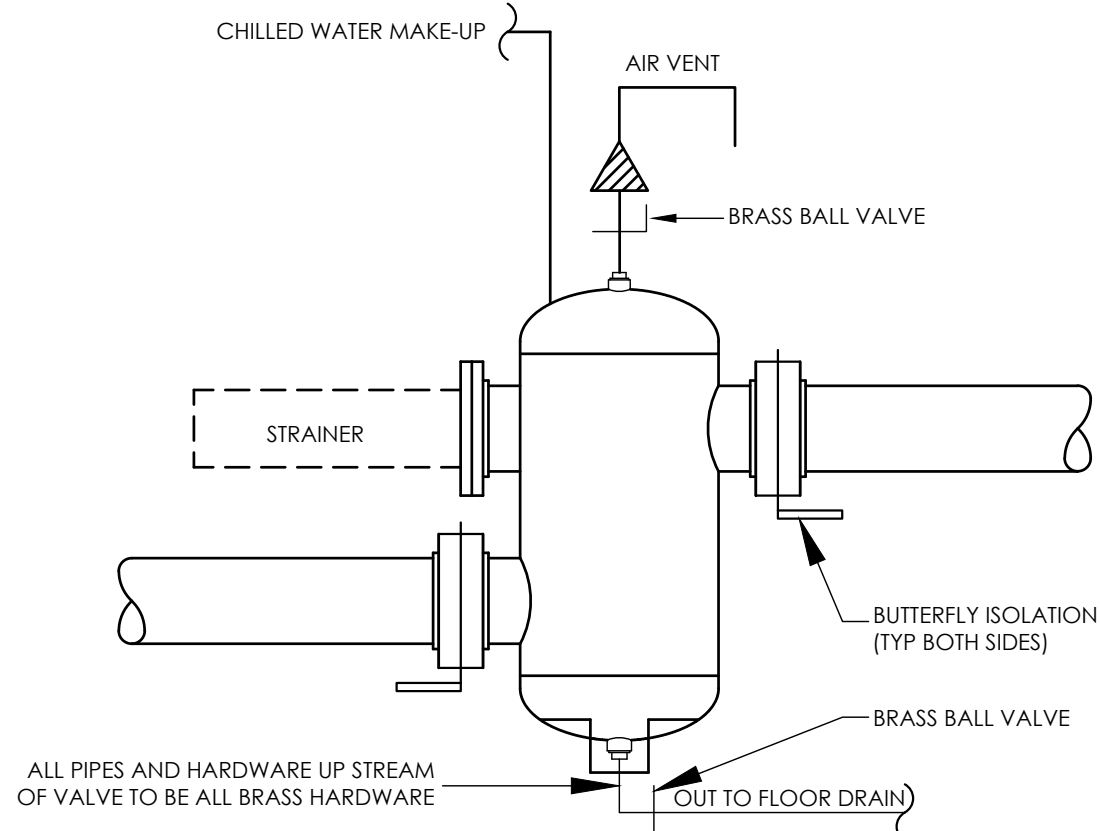 CHILLED WATER MAKE-UP
AIR VENT
BRASS BALL VALVE
STRAINER
BUTTERFLY ISOLATION
(TYP BOTH SIDES)
BRASS BALL VALVE
ALL PIPES AND HARDWARE UP STREAM
OF VALVE TO BE ALL BRASS HARDWARE
OUT TO FLOOR DRAIN